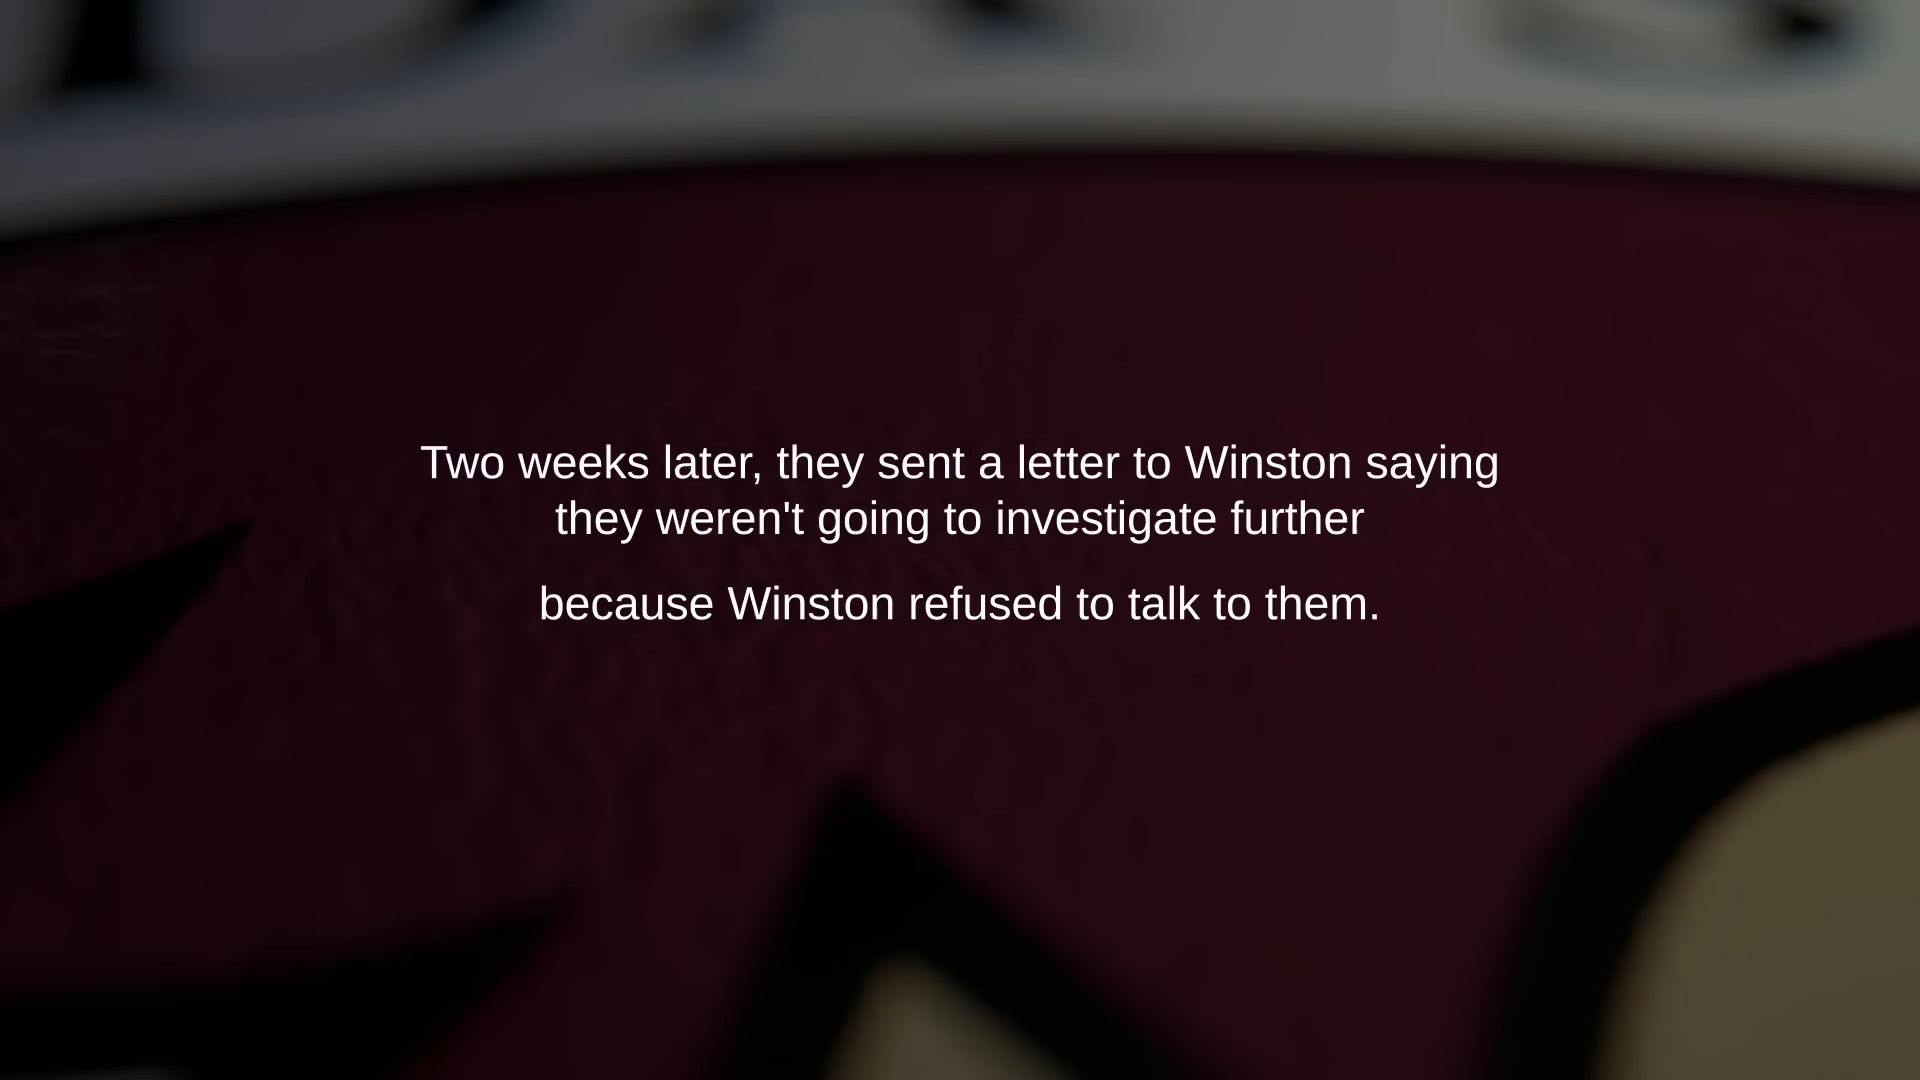 Two weeks later, they sent a letter to Winston saying
they weren't going to investigate further
because Winston refused to talk to them.